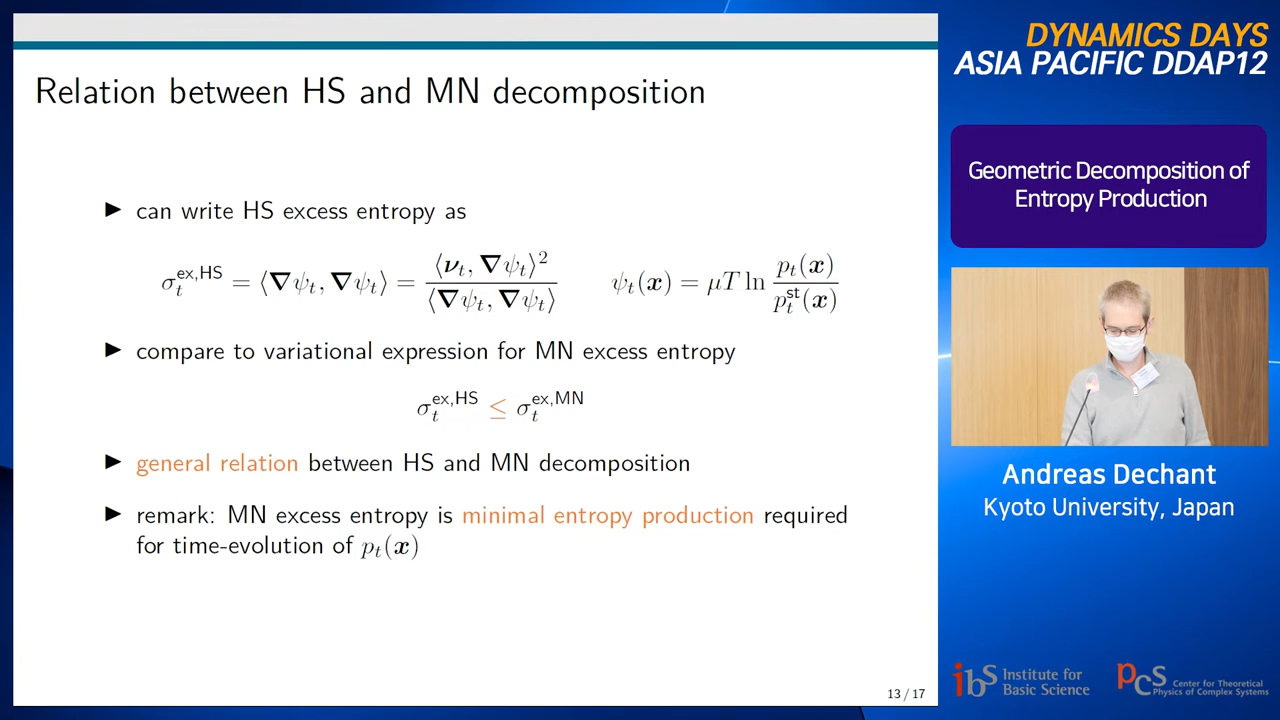 Relation between HS and MN decomposition
▶ can write HS excess entropy as
σ_t^{ex,HS} = ⟨∇ψ_t, ∇ψ_t⟩ = ⟨ν_t, ∇ψ_t⟩² / ⟨∇ψ_t, ∇ψ_t⟩   ψ_t(x) = μT ln p_t(x) / p_t^{st}(x)
▶ compare to variational expression for MN excess entropy
σ_t^{ex,HS} ≤ σ_t^{ex,MN}
▶ general relation between HS and MN decomposition
▶ remark: MN excess entropy is minimal entropy production required
for time-evolution of p_t(x)
13 / 17
DYNAMICS DAYS
ASIA PACIFIC DDAP12
Geometric Decomposition of
Entropy Production
Andreas Dechant
Kyoto University, Japan
ibS Institute for
Basic Science
PCS Center for Theoretical
Physics of Complex Systems